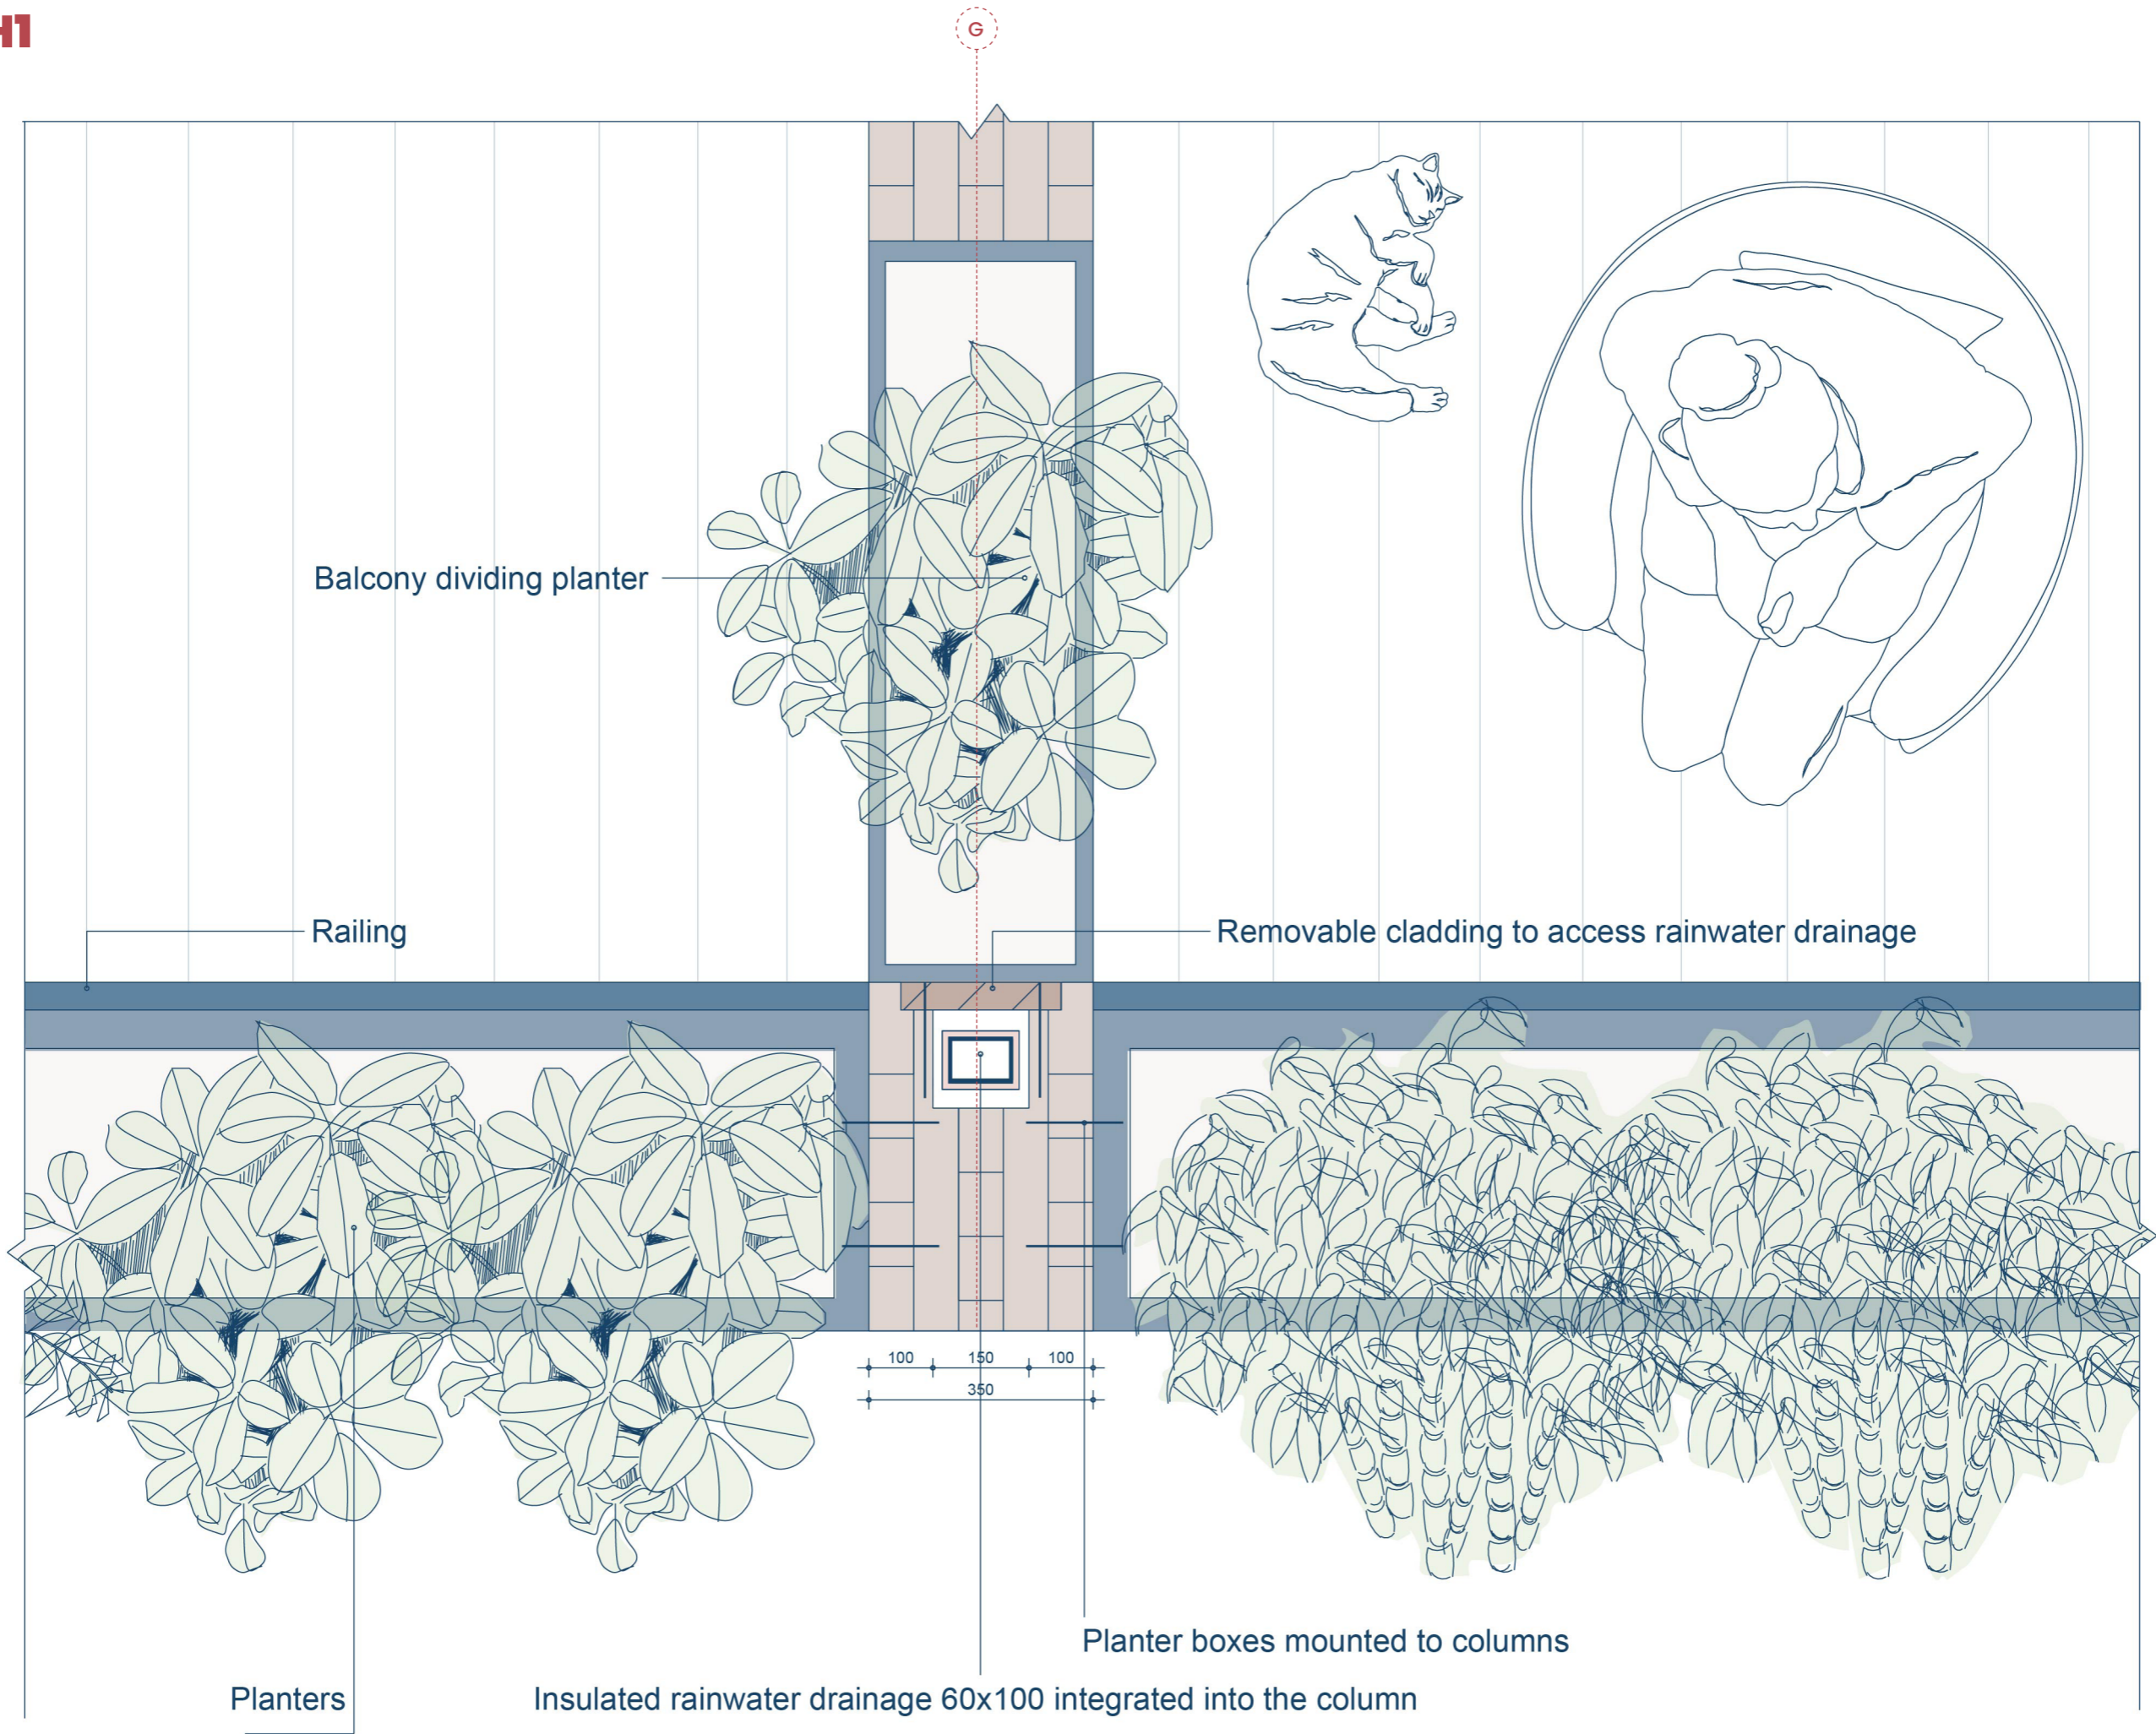 H1
G
Balcony dividing planter
Railing
Removable cladding to access rainwater drainage
100 150 100
350
Planter boxes mounted to columns
Planters
Insulated rainwater drainage 60x100 integrated into the column